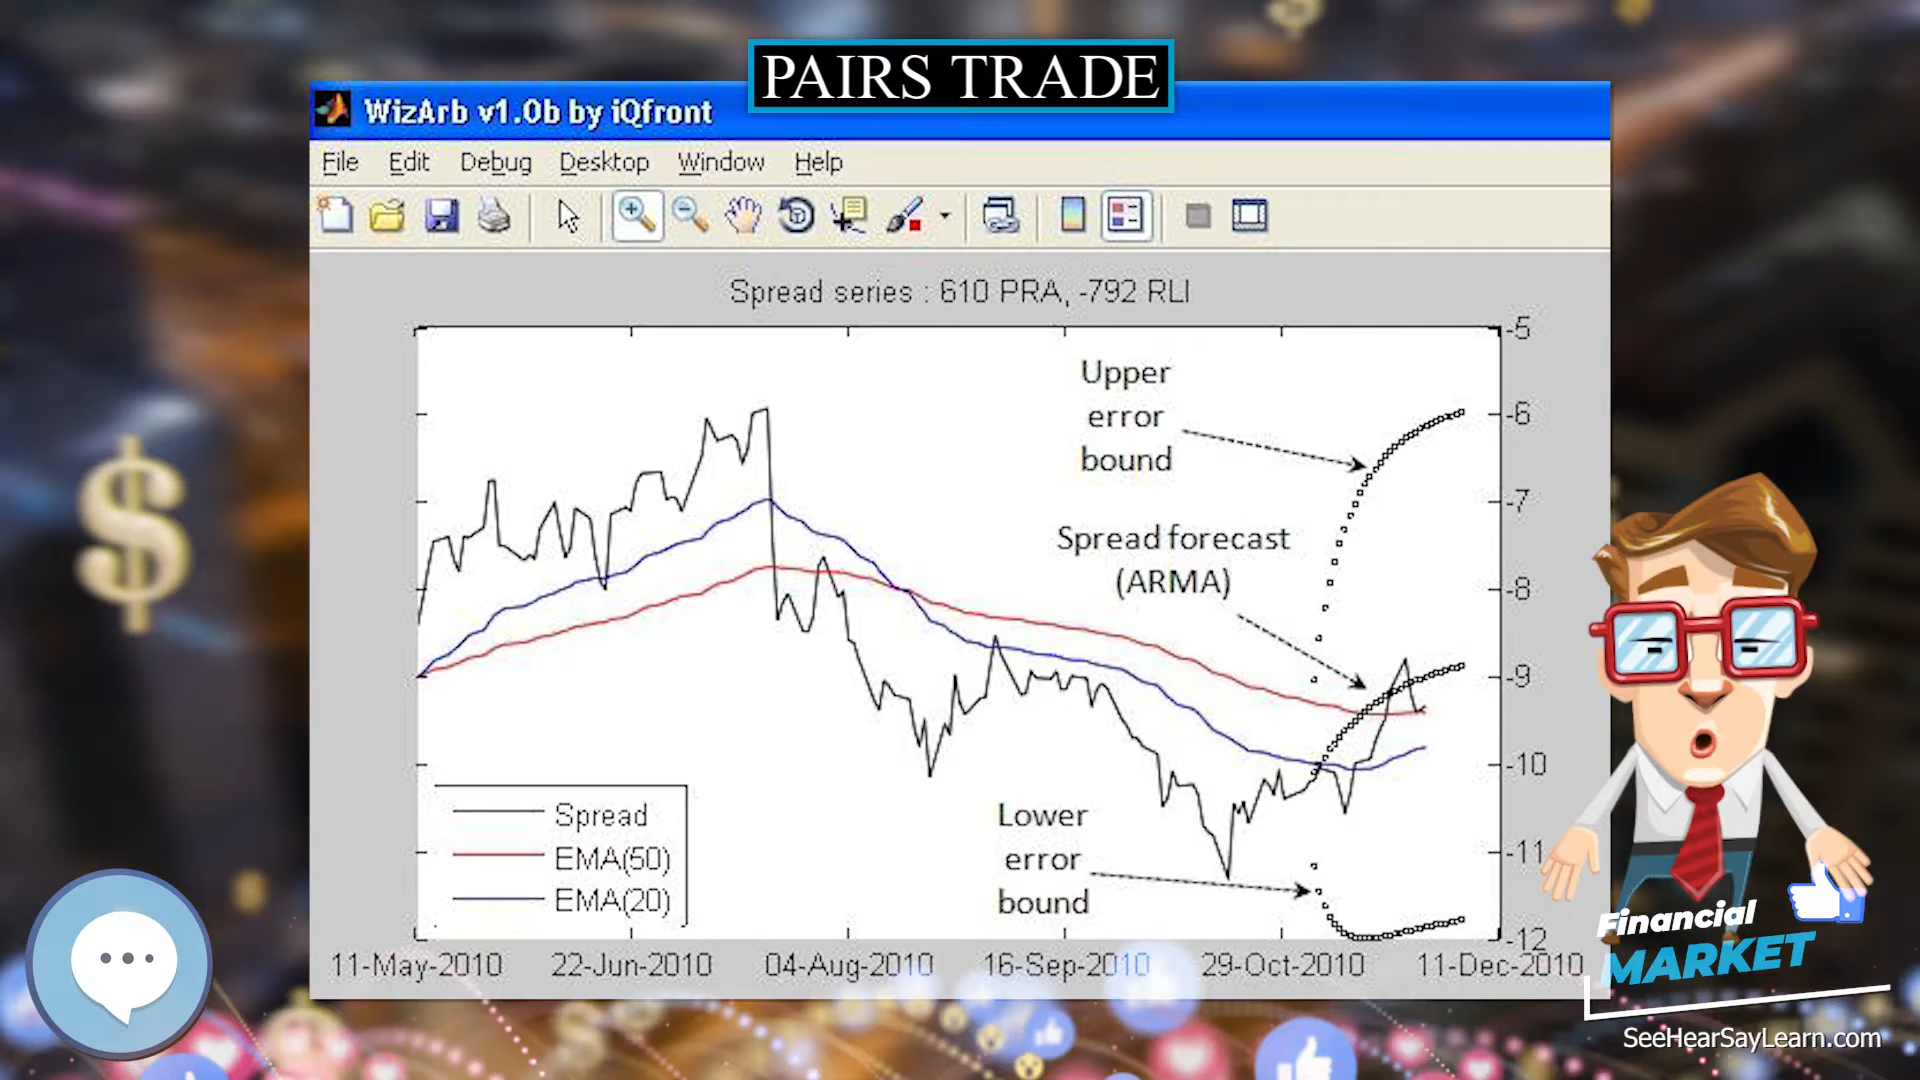 PAIRS TRADE
WizArb v1.0b by iQfront
File Edit Debug Desktop Window Help
Spread series : 610 PRA, -792 RLI
-5
-6
-7
-8
-9
-10
-11
-12
Upper
error
bound
Spread forecast
(ARMA)
Lower
error
bound
Spread
EMA(50)
EMA(20)
11-May-2010 22-Jun-2010 04-Aug-2010 16-Sep-2010 29-Oct-2010 11-Dec-2010
$
Financial
MARKET
SeeHearSayLearn.com